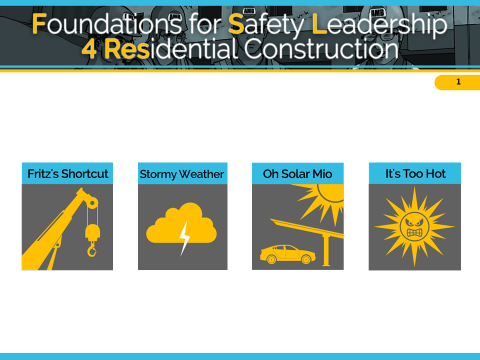 Foundations for Safety Leadership
4 Residential Construction
1
Fritz's Shortcut
Stormy Weather
Oh Solar Mio
It's Too Hot